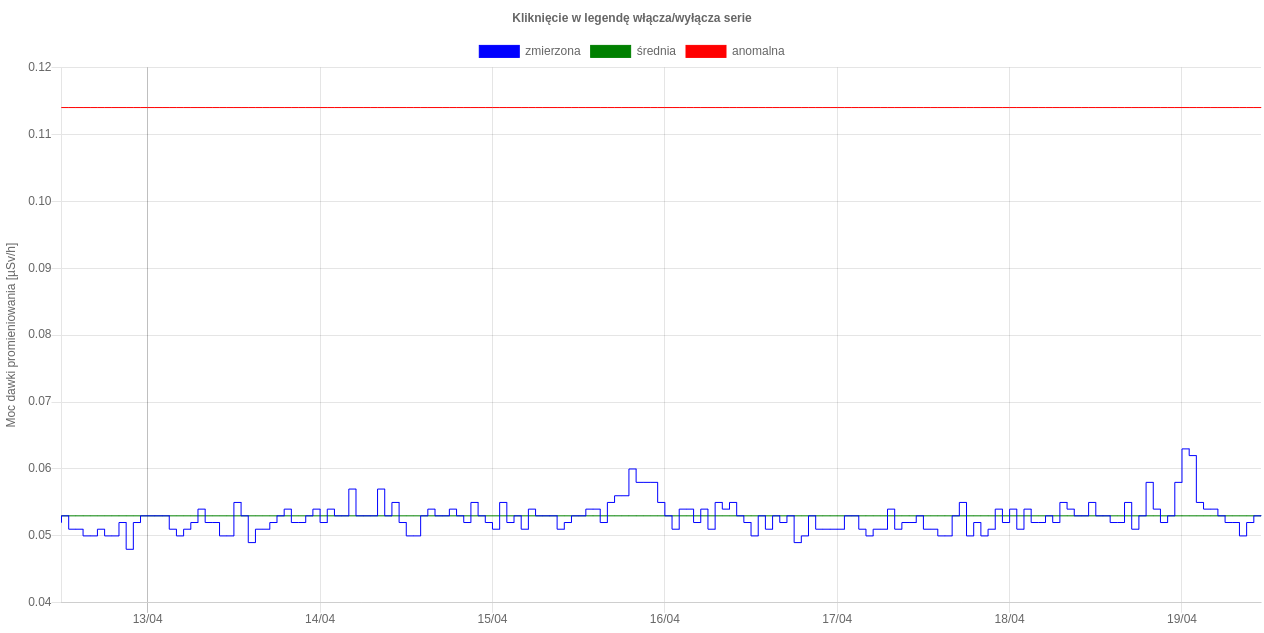 Kliknięcie w legendę włącza/wyłącza serie
zmierzona średnia anomalna
Moc dawki promieniowania [µSv/h]
0.12
0.11
0.10
0.09
0.08
0.07
0.06
0.05
0.04
13/04 14/04 15/04 16/04 17/04 18/04 19/04